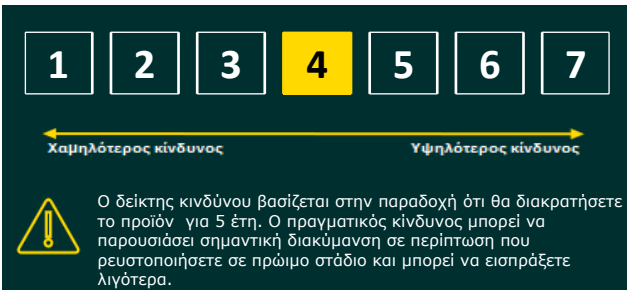 1 2 3 4 5 6 7
Χαμηλότερος κίνδυνος Υψηλότερος κίνδυνος
Ο δείκτης κινδύνου βασίζεται στην παραδοχή ότι θα διακρατήσετε
το προϊόν για 5 έτη. Ο πραγματικός κίνδυνος μπορεί να
παρουσιάσει σημαντική διακύμανση σε περίπτωση που
ρευστοποιήσετε σε πρώιμο στάδιο και μπορεί να εισπράξετε
λιγότερα.